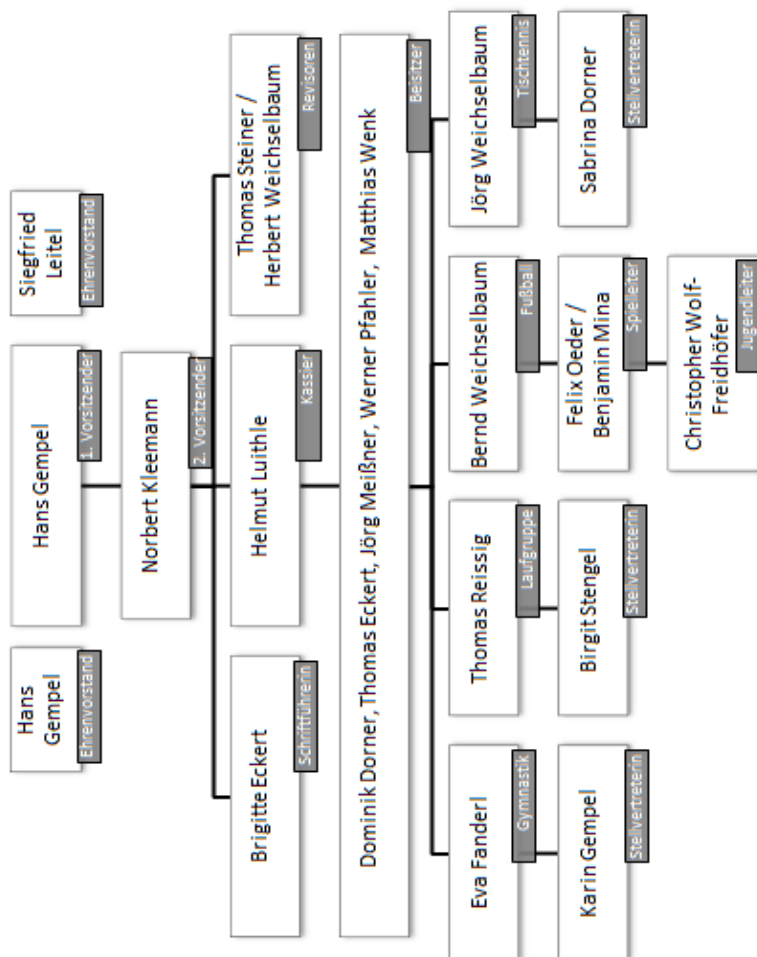 Hans
Gempel
Ehrenvorstand
Hans Gempel
1. Vorsitzender
Siegfried
Leitel
Ehrenvorstand
Norbert Kleemann
2. Vorsitzender
Brigitte Eckert
Schriftführerin
Helmut Luithle
Kassier
Thomas Steiner /
Herbert Weichselbaum
Revisoren
Dominik Dorner, Thomas Eckert, Jörg Meißner, Werner Pfahler, Matthias Wenk
Beisitzer
Eva Fanderl
Gymnastik
Thomas Reissig
Laufgruppe
Bernd Weichselbaum
Fußball
Jörg Weichselbaum
Tischtennis
Karin Gempel
Stellvertreterin
Birgit Stengel
Stellvertreterin
Felix Oeder /
Benjamin Mina
Spielleiter
Sabrina Dorner
Stellvertreterin
Christopher Wolf-
Freidhöfer
Jugendleiter